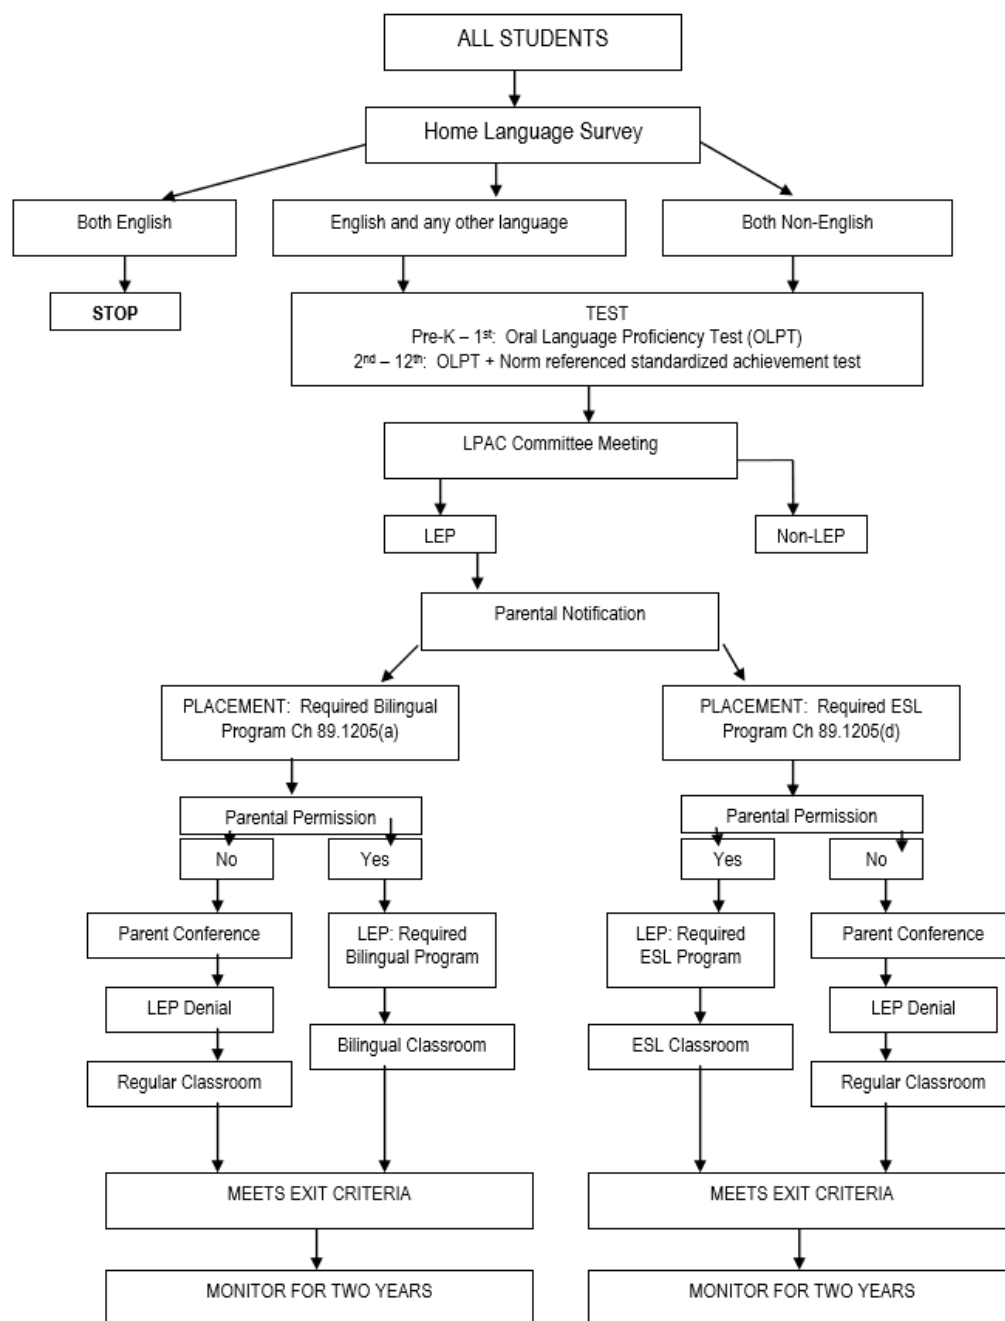 ALL STUDENTS
Home Language Survey
Both English
English and any other language
Both Non-English
STOP
TEST
Pre-K – 1st: Oral Language Proficiency Test (OLPT)
2nd – 12th: OLPT + Norm referenced standardized achievement test
LPAC Committee Meeting
LEP
Non-LEP
Parental Notification
PLACEMENT: Required Bilingual
Program Ch 89.1205(a)
PLACEMENT: Required ESL
Program Ch 89.1205(d)
Parental Permission
Parental Permission
No
Yes
Yes
No
Parent Conference
LEP: Required
Bilingual Program
LEP: Required
ESL Program
Parent Conference
LEP Denial
Bilingual Classroom
ESL Classroom
LEP Denial
Regular Classroom
Regular Classroom
MEETS EXIT CRITERIA
MEETS EXIT CRITERIA
MONITOR FOR TWO YEARS
MONITOR FOR TWO YEARS